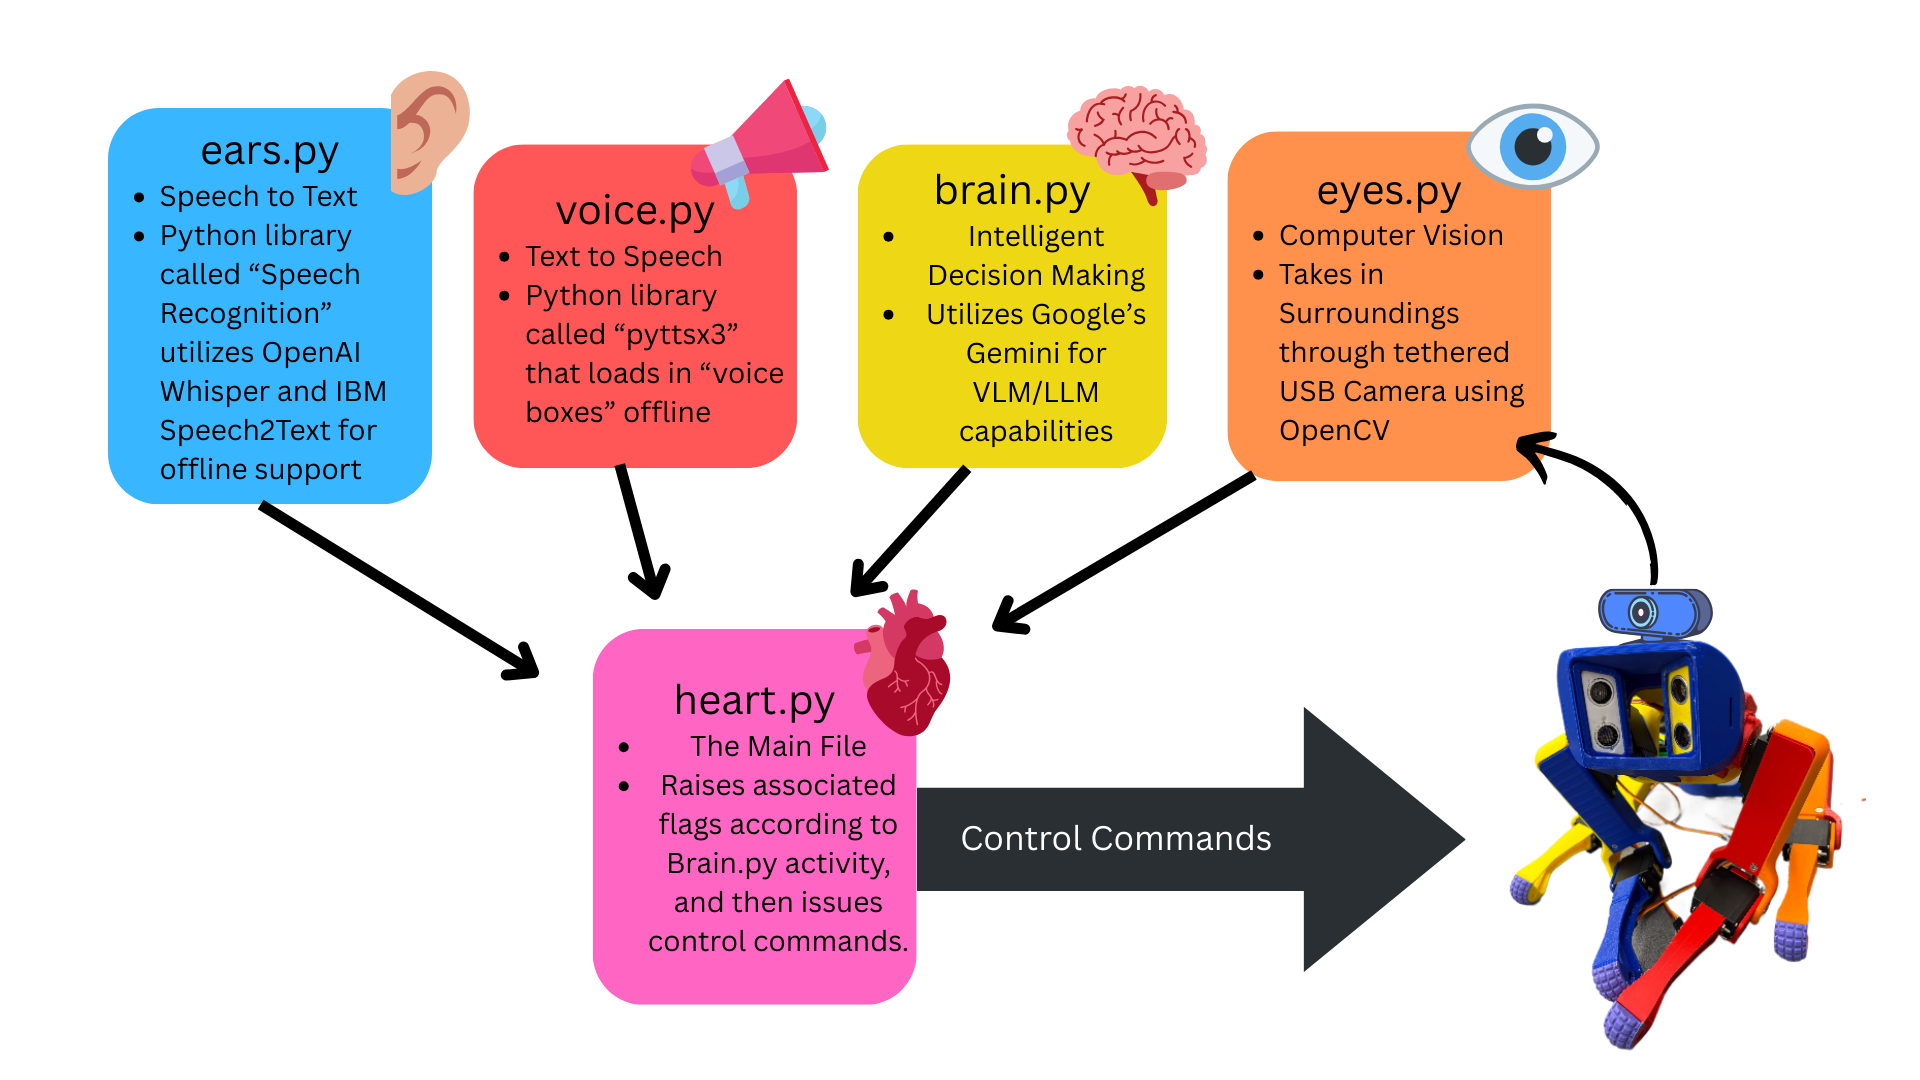 ears.py
• Speech to Text
• Python library
called “Speech
Recognition”
utilizes OpenAI
Whisper and IBM
Speech2Text for
offline support
voice.py
• Text to Speech
• Python library
called “pyttsx3”
that loads in “voice
boxes” offline
brain.py
• Intelligent
Decision Making
• Utilizes Google’s
Gemini for
VLM/LLM
capabilities
eyes.py
• Computer Vision
• Takes in
Surroundings
through tethered
USB Camera using
OpenCV
heart.py
• The Main File
• Raises associated
flags according to
Brain.py activity,
and then issues
control commands.
Control Commands